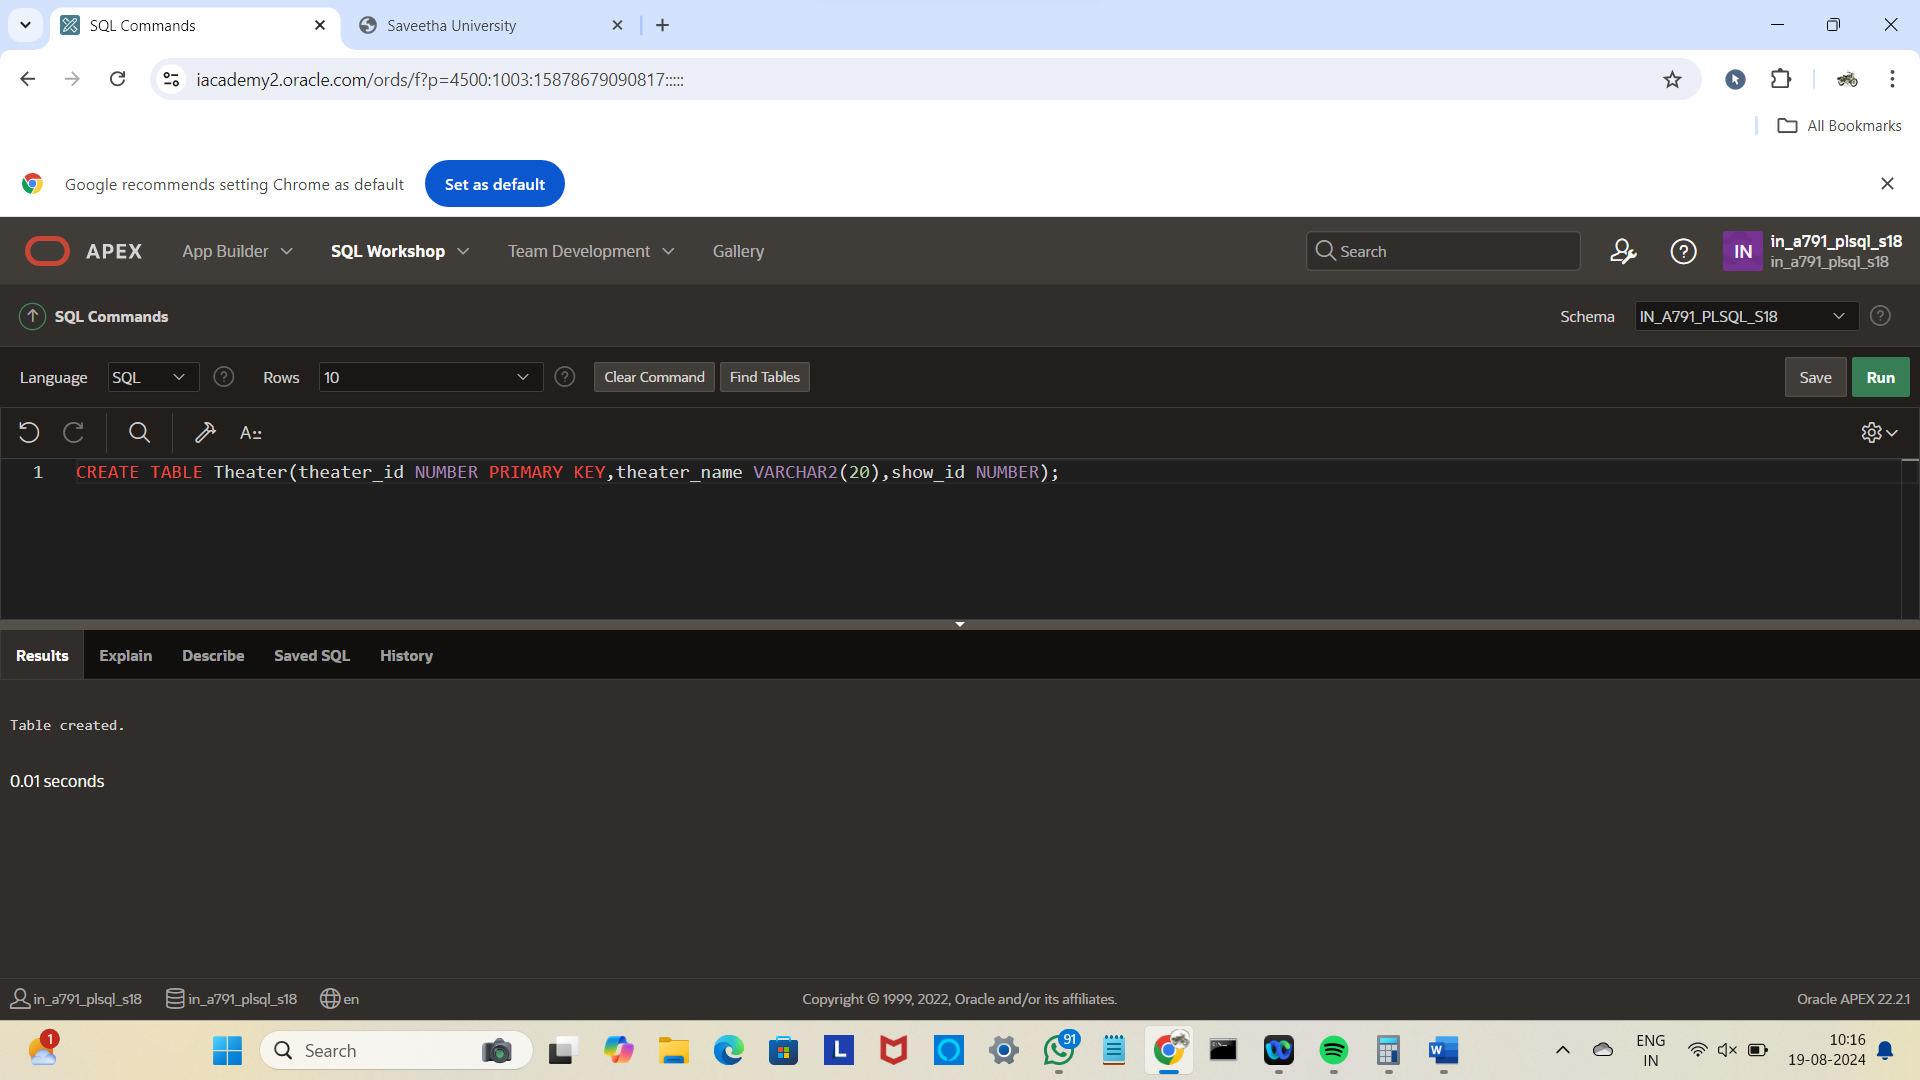 SQL Commands
Saveetha University
iacademy2.oracle.com/ords/f?p=4500:1003:15878679090817:::::
All Bookmarks
Google recommends setting Chrome as default
Set as default
APEX
App Builder
SQL Workshop
Team Development
Gallery
Search
IN
in_a791_plsql_s18
in_a791_plsql_s18
SQL Commands
Schema
IN_A791_PLSQL_S18
Language
SQL
Rows
10
Clear Command
Find Tables
Save
Run
A::
1 CREATE TABLE Theater(theater_id NUMBER PRIMARY KEY,theater_name VARCHAR2(20),show_id NUMBER);
Results
Explain
Describe
Saved SQL
History
Table created.
0.01 seconds
in_a791_plsql_s18
in_a791_plsql_s18
en
Copyright © 1999, 2022, Oracle and/or its affiliates.
Oracle APEX 22.2.1
1
Search
L
91
W
ENG
IN
10:16
19-08-2024